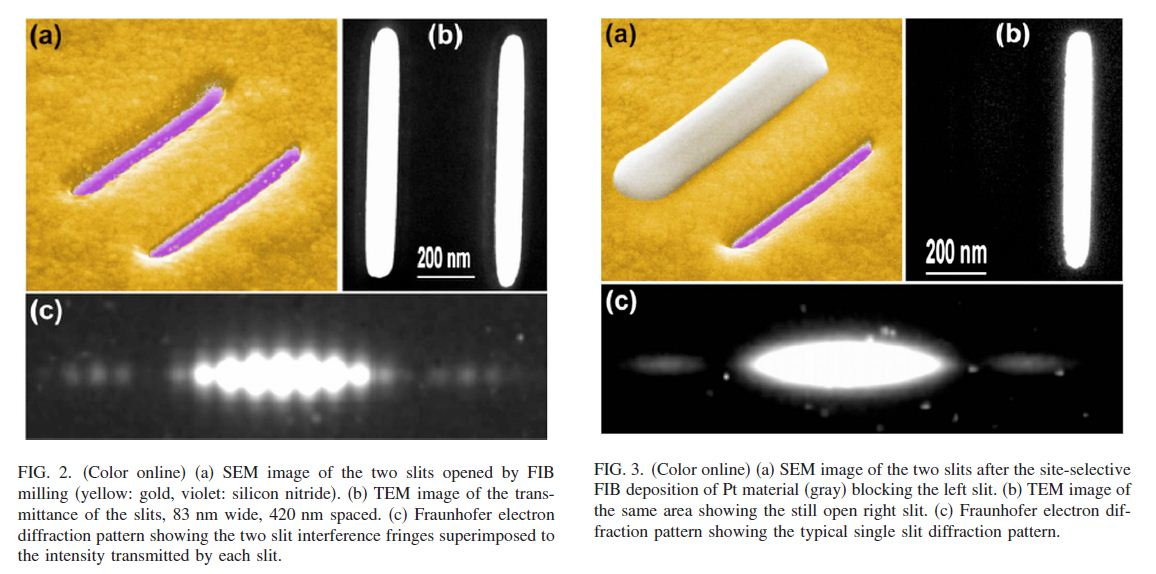 (a)
(b)
200 nm
(c)
FIG. 2. (Color online) (a) SEM image of the two slits opened by FIB
milling (yellow: gold, violet: silicon nitride). (b) TEM image of the trans-
mittance of the slits, 83 nm wide, 420 nm spaced. (c) Fraunhofer electron
diffraction pattern showing the two slit interference fringes superimposed to
the intensity transmitted by each slit.
(a)
(b)
200 nm
(c)
FIG. 3. (Color online) (a) SEM image of the two slits after the site-selective
FIB deposition of Pt material (gray) blocking the left slit. (b) TEM image of
the same area showing the still open right slit. (c) Fraunhofer electron dif-
fraction pattern showing the typical single slit diffraction pattern.